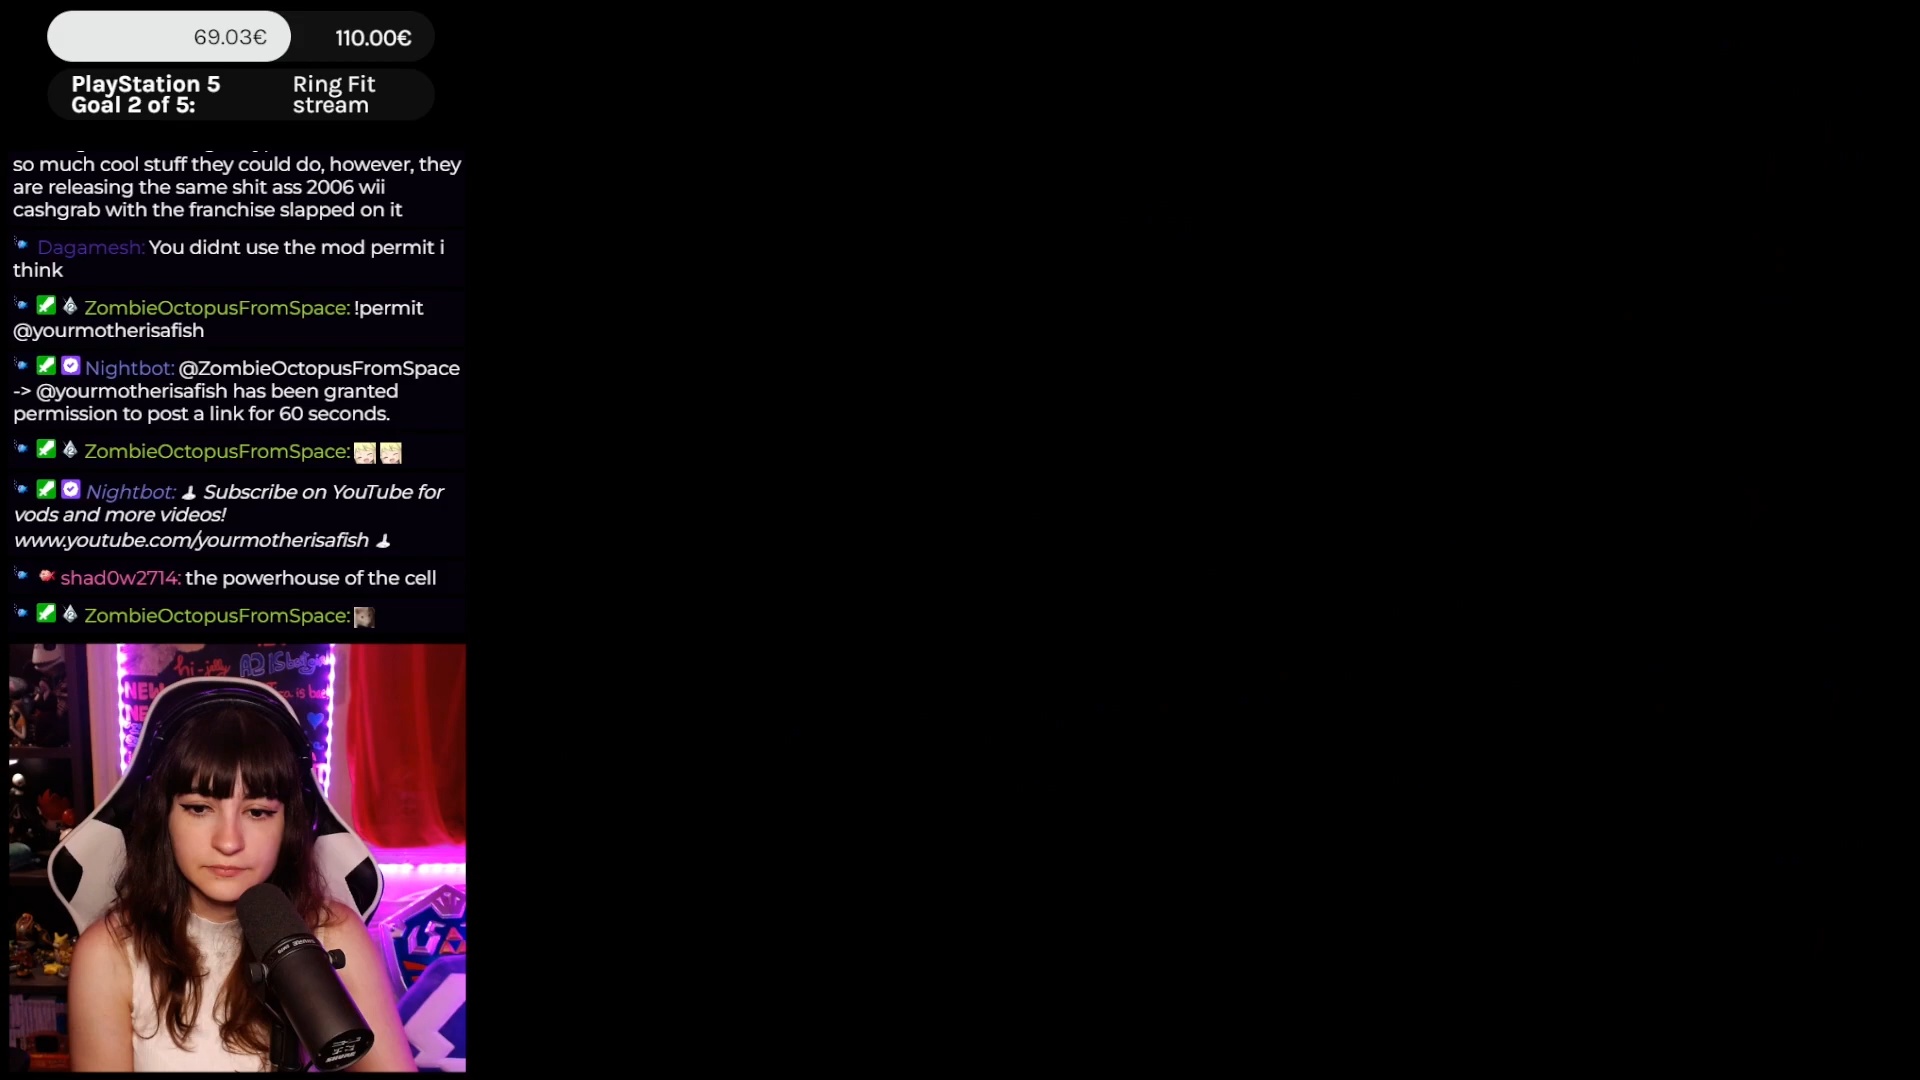 69.03€ 110.00€
PlayStation 5 Ring Fit
Goal 2 of 5: stream
so much cool stuff they could do, however, they
are releasing the same shit ass 2006 wii
cashgrab with the franchise slapped on it
Dagamesh: You didnt use the mod permit i
think
ZombieOctopusFromSpace: !permit
@yourmotherisafish
Nightbot: @ZombieOctopusFromSpace
-> @yourmotherisafish has been granted
permission to post a link for 60 seconds.
ZombieOctopusFromSpace:
Nightbot: Subscribe on YouTube for
vods and more videos!
www.youtube.com/yourmotherisafish
shad0w2714: the powerhouse of the cell
ZombieOctopusFromSpace:
hi-jelly
NEW